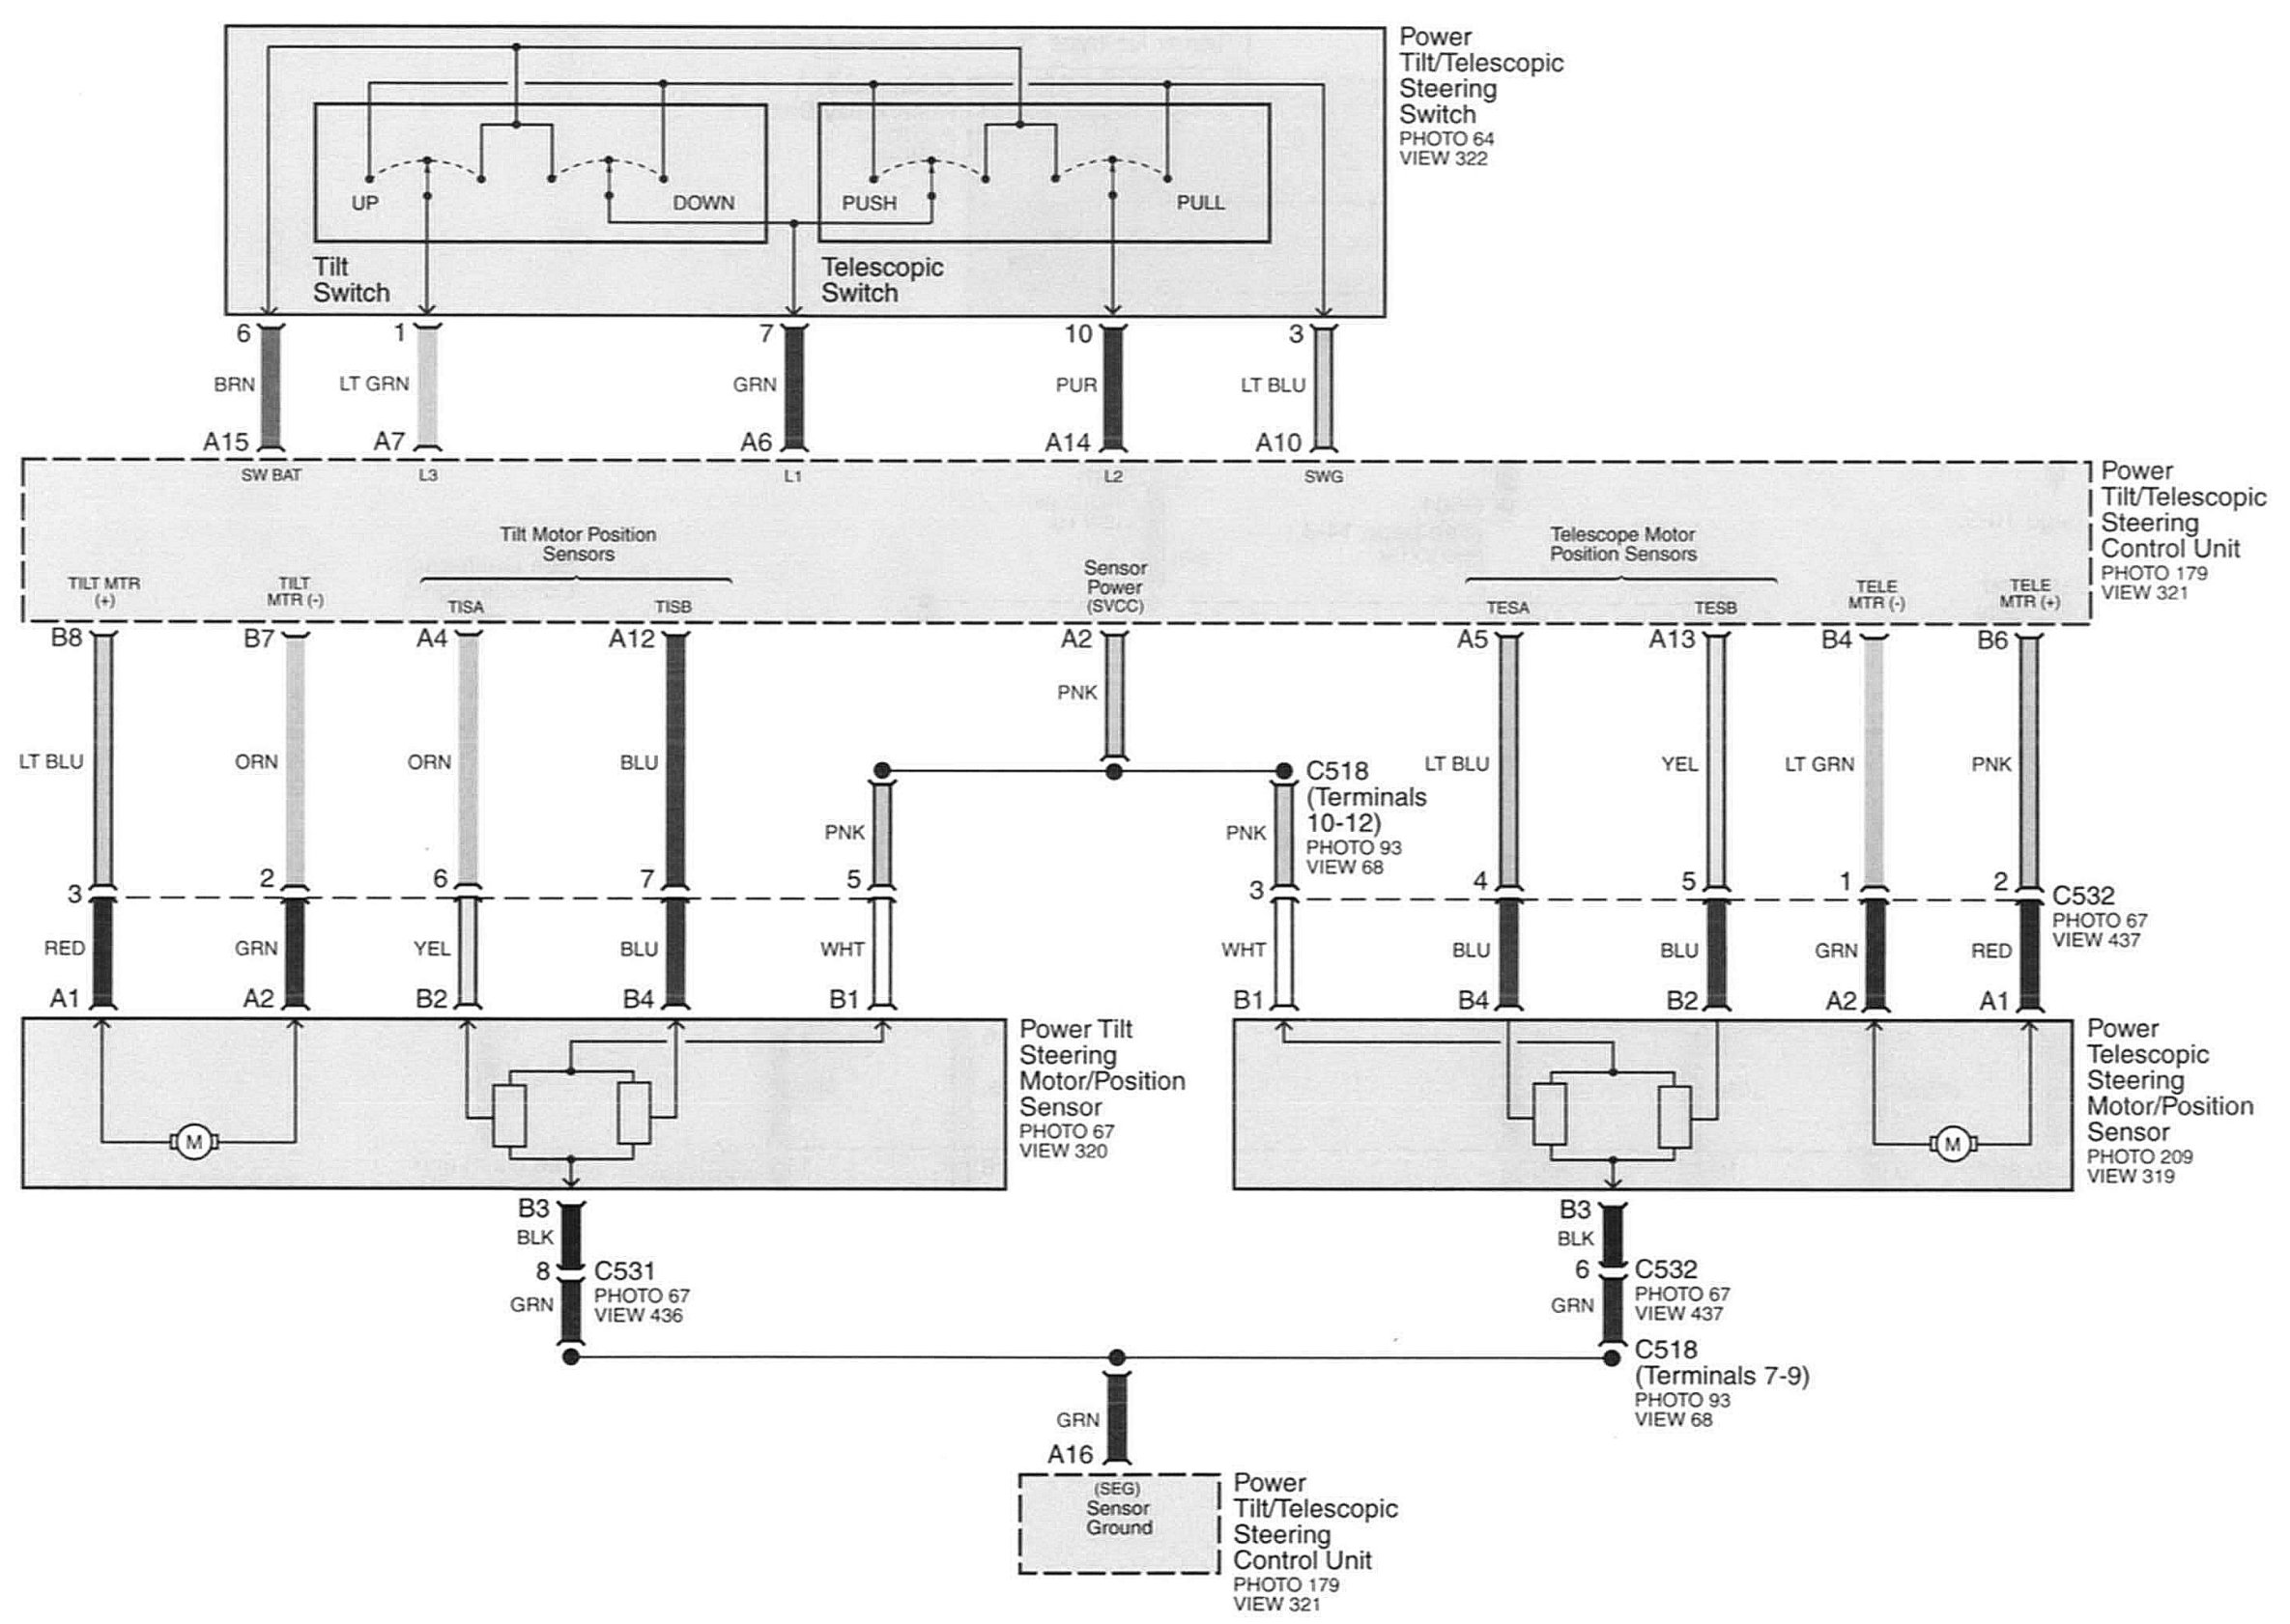 Power
Tilt/Telescopic
Steering
Switch
PHOTO 64
VIEW 322
UP
DOWN
PUSH
PULL
Tilt
Switch
Telescopic
Switch
6
1
7
10
3
BRN
LT GRN
GRN
PUR
LT BLU
A15
A7
A6
A14
A10
SW BAT
L3
L1
L2
SWG
Power
Tilt/Telescopic
Steering
Control Unit
PHOTO 179
VIEW 321
Tilt Motor Position
Sensors
Telescope Motor
Position Sensors
TILT MTR
(+)
TILT
MTR (-)
TISA
TISB
Sensor
Power
(SVCC)
TESA
TESB
TELE
MTR (-)
TELE
MTR (+)
B8
B7
A4
A12
A2
A5
A13
B4
B6
PNK
LT BLU
ORN
ORN
BLU
LT BLU
YEL
LT GRN
PNK
C518
(Terminals
10-12)
PHOTO 93
VIEW 68
PNK
PNK
3
2
6
7
5
3
4
5
1
2
C532
PHOTO 67
VIEW 437
RED
GRN
YEL
BLU
WHT
WHT
BLU
BLU
GRN
RED
A1
A2
B2
B4
B1
B1
B4
B2
A2
A1
Power Tilt
Steering
Motor/Position
Sensor
PHOTO 67
VIEW 320
Power
Telescopic
Steering
Motor/Position
Sensor
PHOTO 209
VIEW 319
M
M
B3
BLK
8
C531
PHOTO 67
VIEW 436
GRN
B3
BLK
6
C532
PHOTO 67
VIEW 437
GRN
C518
(Terminals 7-9)
PHOTO 93
VIEW 68
GRN
A16
(SEG)
Sensor
Ground
Power
Tilt/Telescopic
Steering
Control Unit
PHOTO 179
VIEW 321